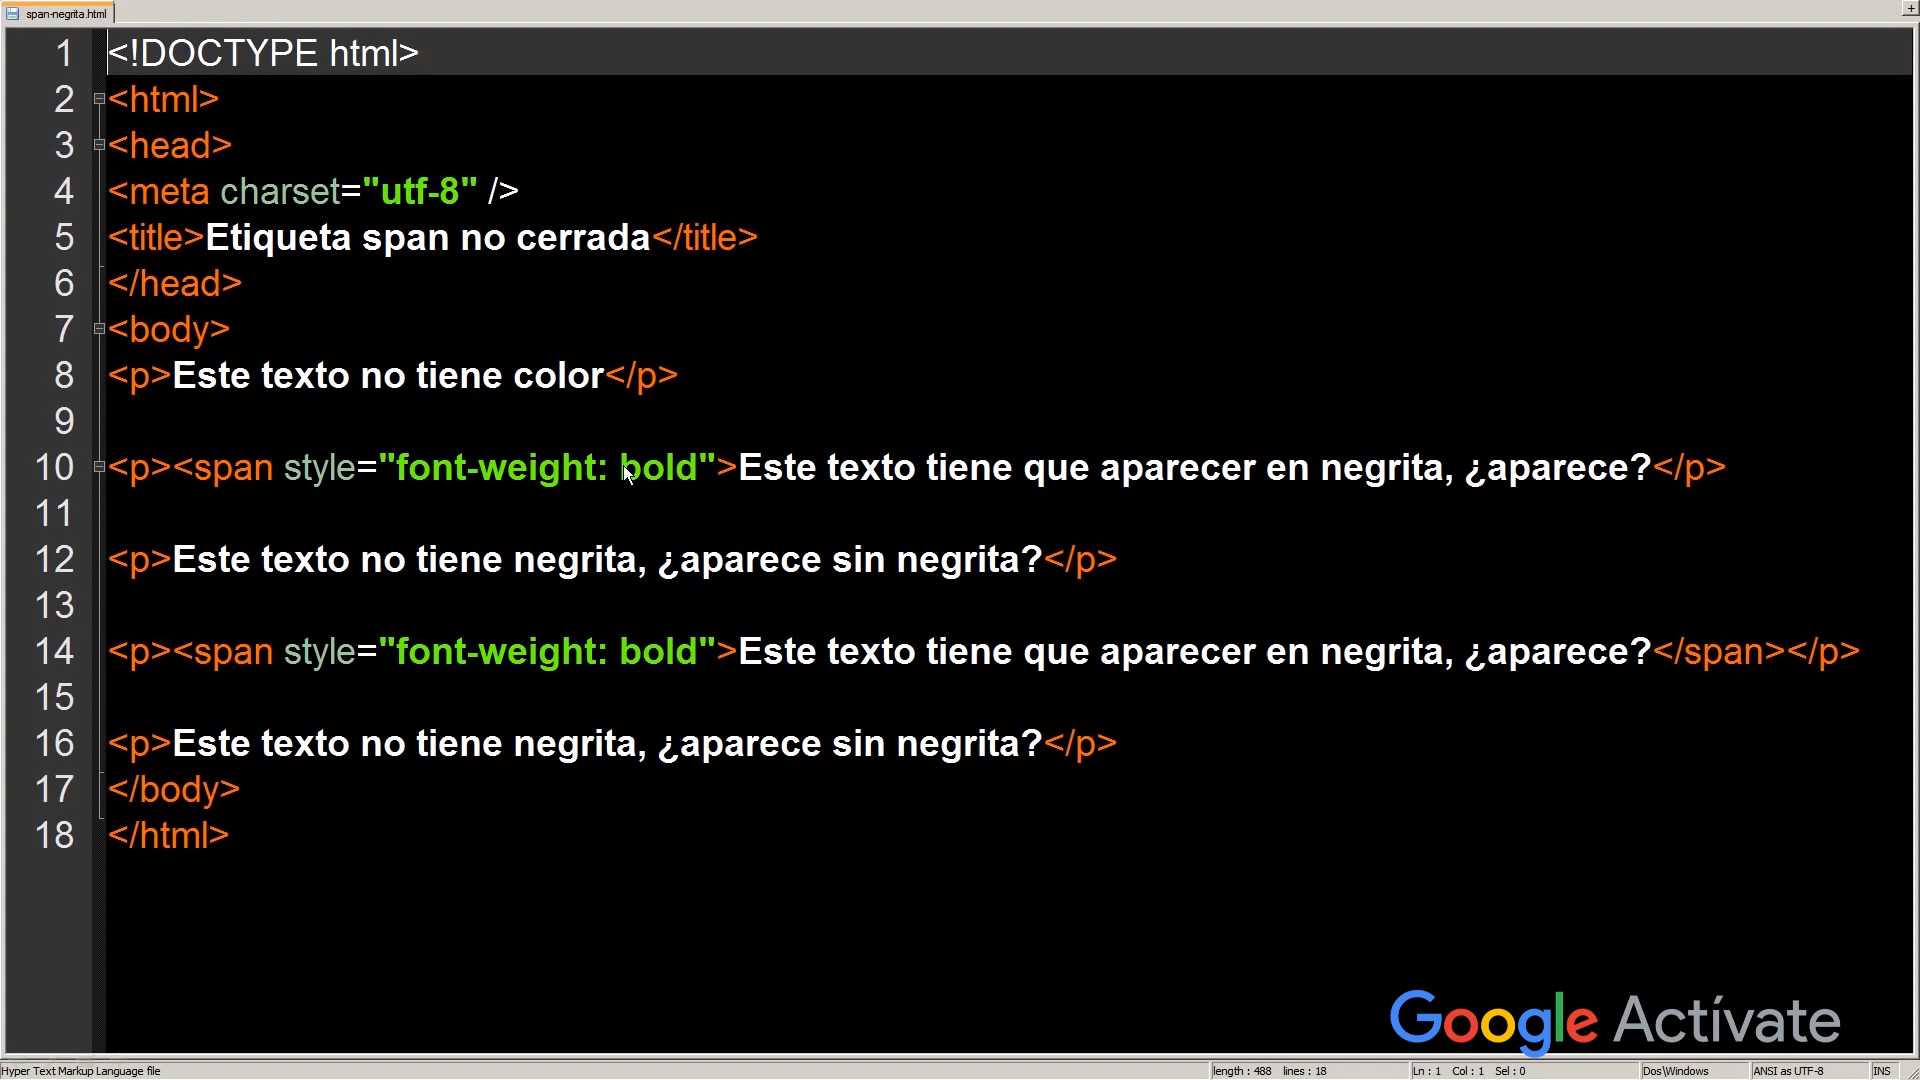 span-negrita.html
+
1 <!DOCTYPE html>
2 <html>
3 <head>
4 <meta charset="utf-8" />
5 <title>Etiqueta span no cerrada</title>
6 </head>
7 <body>
8 <p>Este texto no tiene color</p>
9
10 <p><span style="font-weight: bold">Este texto tiene que aparecer en negrita, ¿aparece?</p>
11
12 <p>Este texto no tiene negrita, ¿aparece sin negrita?</p>
13
14 <p><span style="font-weight: bold">Este texto tiene que aparecer en negrita, ¿aparece?</span></p>
15
16 <p>Este texto no tiene negrita, ¿aparece sin negrita?</p>
17 </body>
18 </html>
Google Actívate
Hyper Text Markup Language file length : 488 lines : 18 Ln : 1 Col : 1 Sel : 0 Dos\Windows ANSI as UTF-8 INS